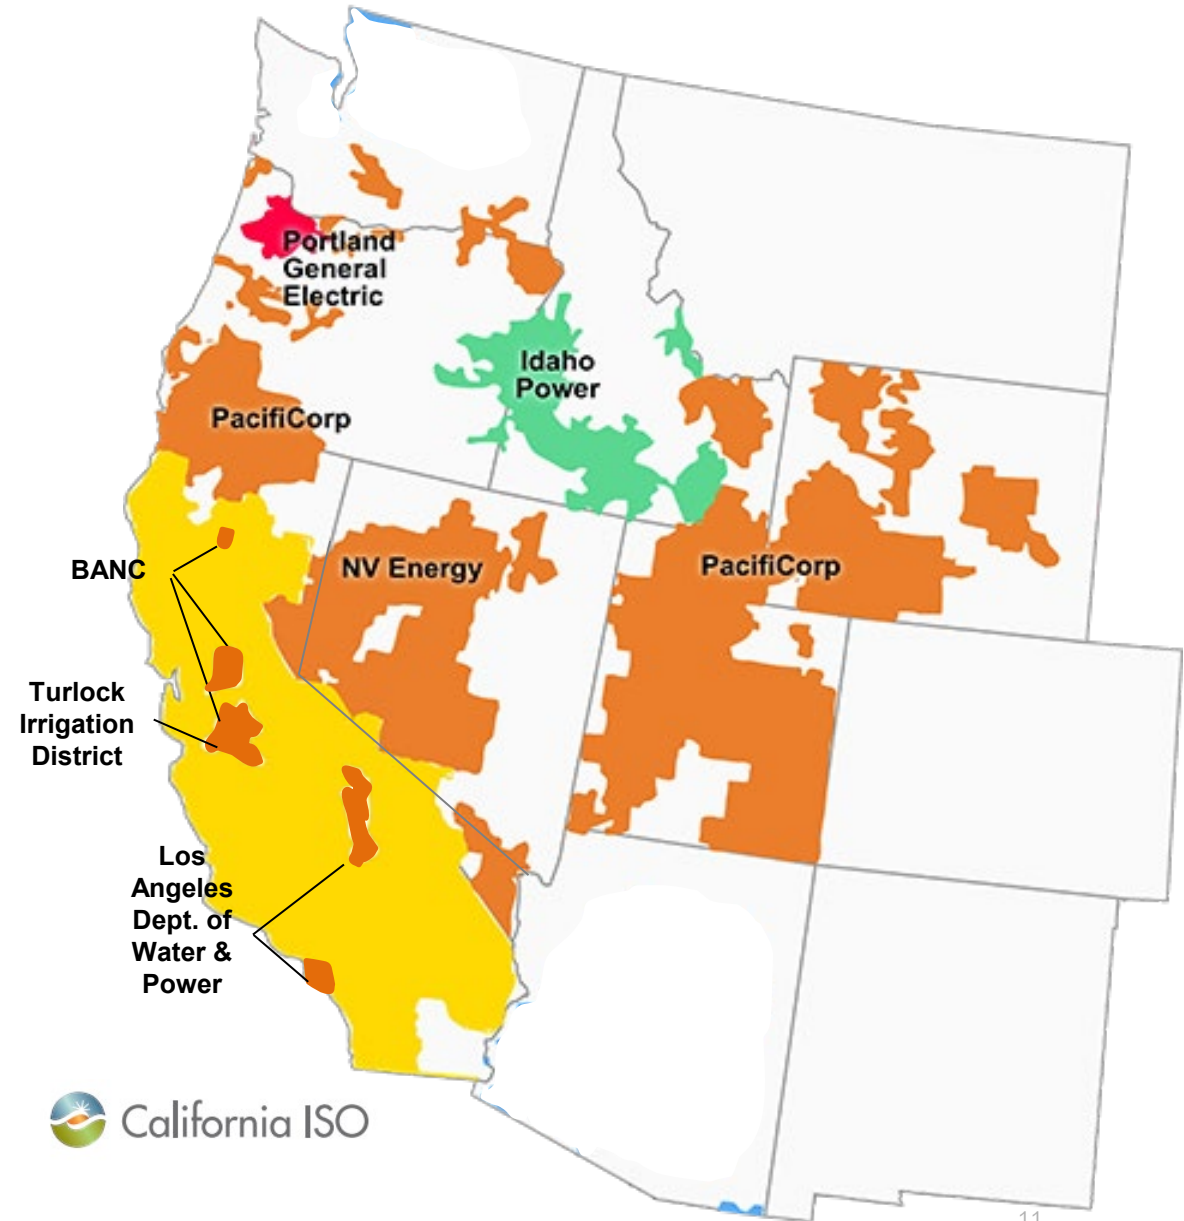 Portland
General
Electric
Idaho
Power
PacifiCorp
BANC
NV Energy
PacifiCorp
Turlock
Irrigation
District
Los
Angeles
Dept. of
Water &
Power
California ISO
11